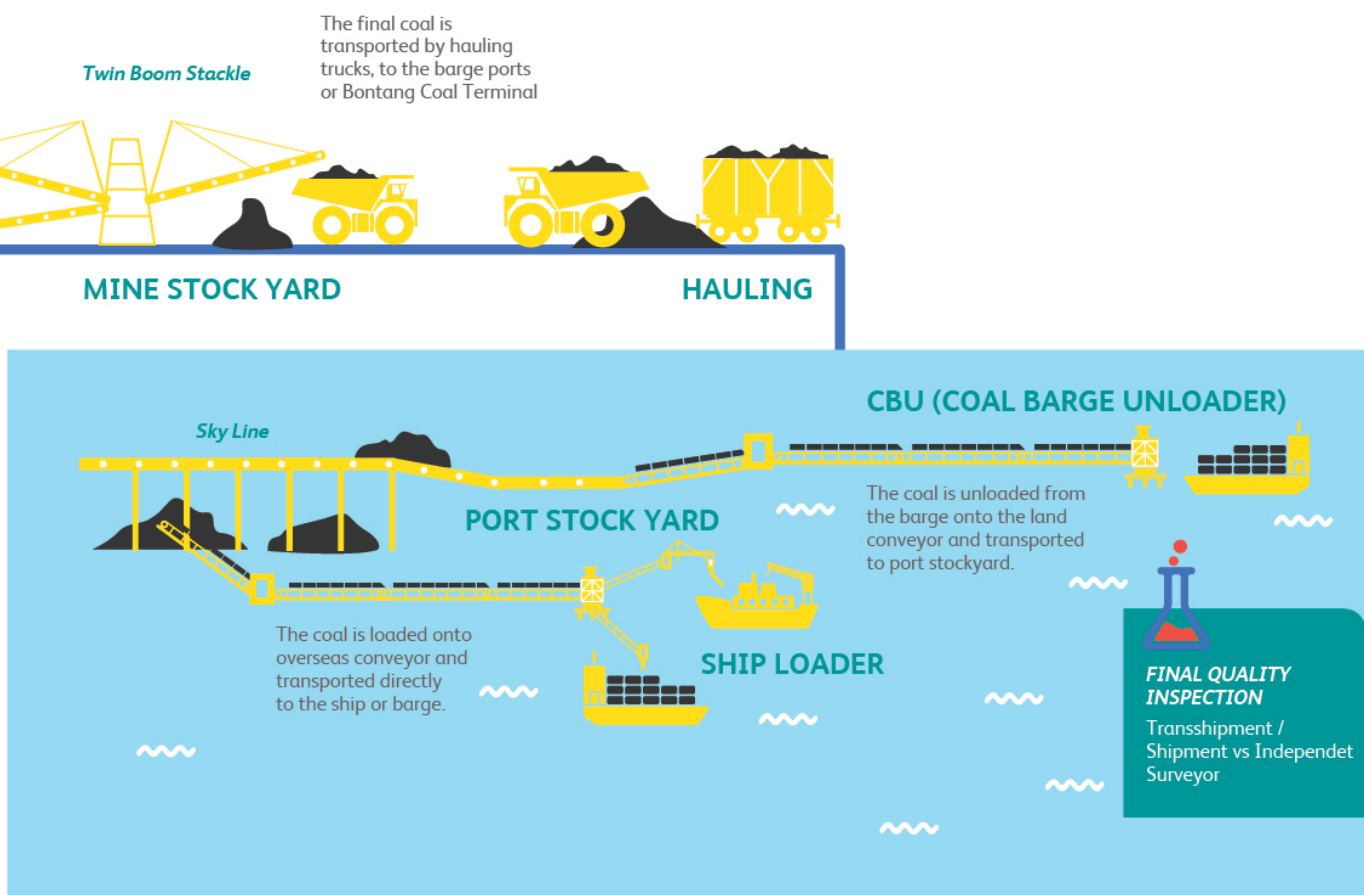 The final coal is
transported by hauling
trucks, to the barge ports
or Bontang Coal Terminal
Twin Boom Stackle
MINE STOCK YARD
HAULING
CBU (COAL BARGE UNLOADER)
Sky Line
The coal is unloaded from
the barge onto the land
conveyor and transported
to port stockyard.
PORT STOCK YARD
The coal is loaded onto
overseas conveyor and
transported directly
to the ship or barge.
SHIP LOADER
FINAL QUALITY
INSPECTION
Transshipment /
Shipment vs Independet
Surveyor